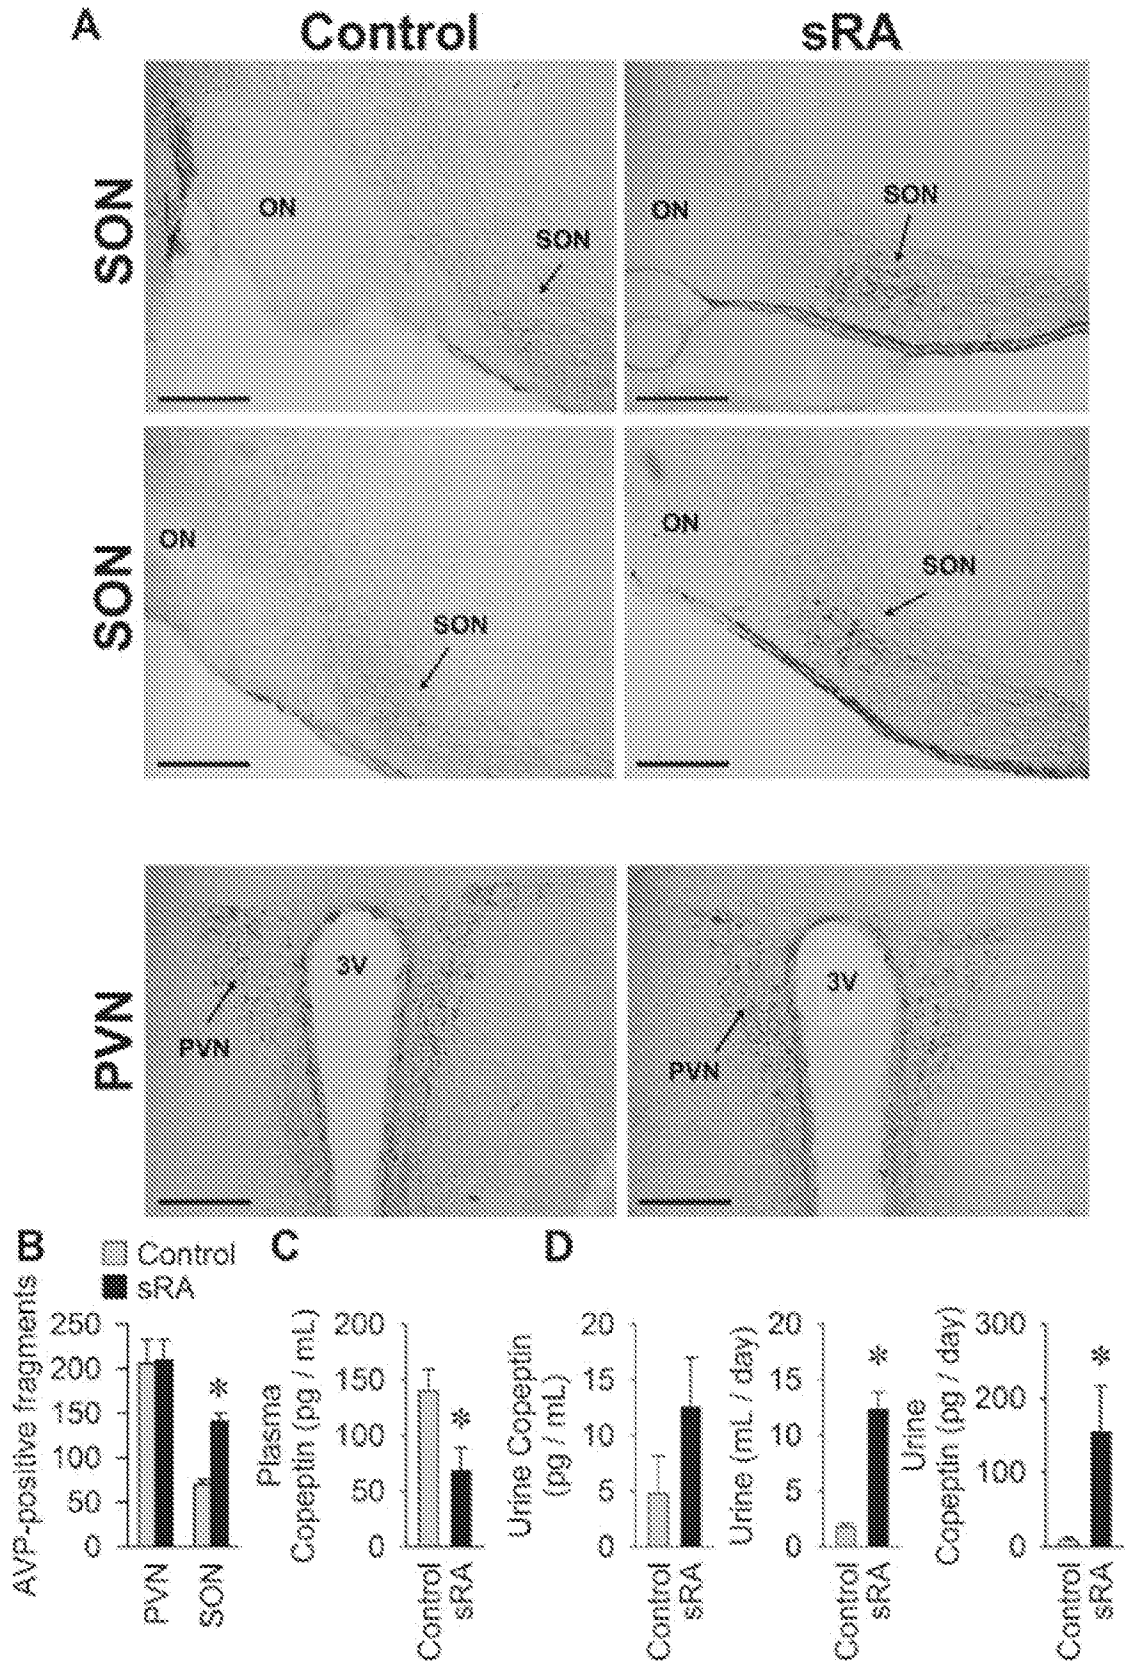 A
Control
sRA
SON
ON
SON
ON
SON
SON
ON
SON
ON
SON
PVN
3V
PVN
3V
PVN
B
Control
sRA
AVP-positive fragments
250
200
150
100
50
0
*
PVN
SON
C
Plasma
Copeptin (pg / mL)
200
150
100
50
0
*
Control
sRA
D
Urine Copeptin
(pg / mL)
20
15
10
5
0
Control
sRA
Urine (mL / day)
20
15
10
5
0
*
Control
sRA
Urine
Copeptin (pg / day)
300
200
100
0
*
Control
sRA